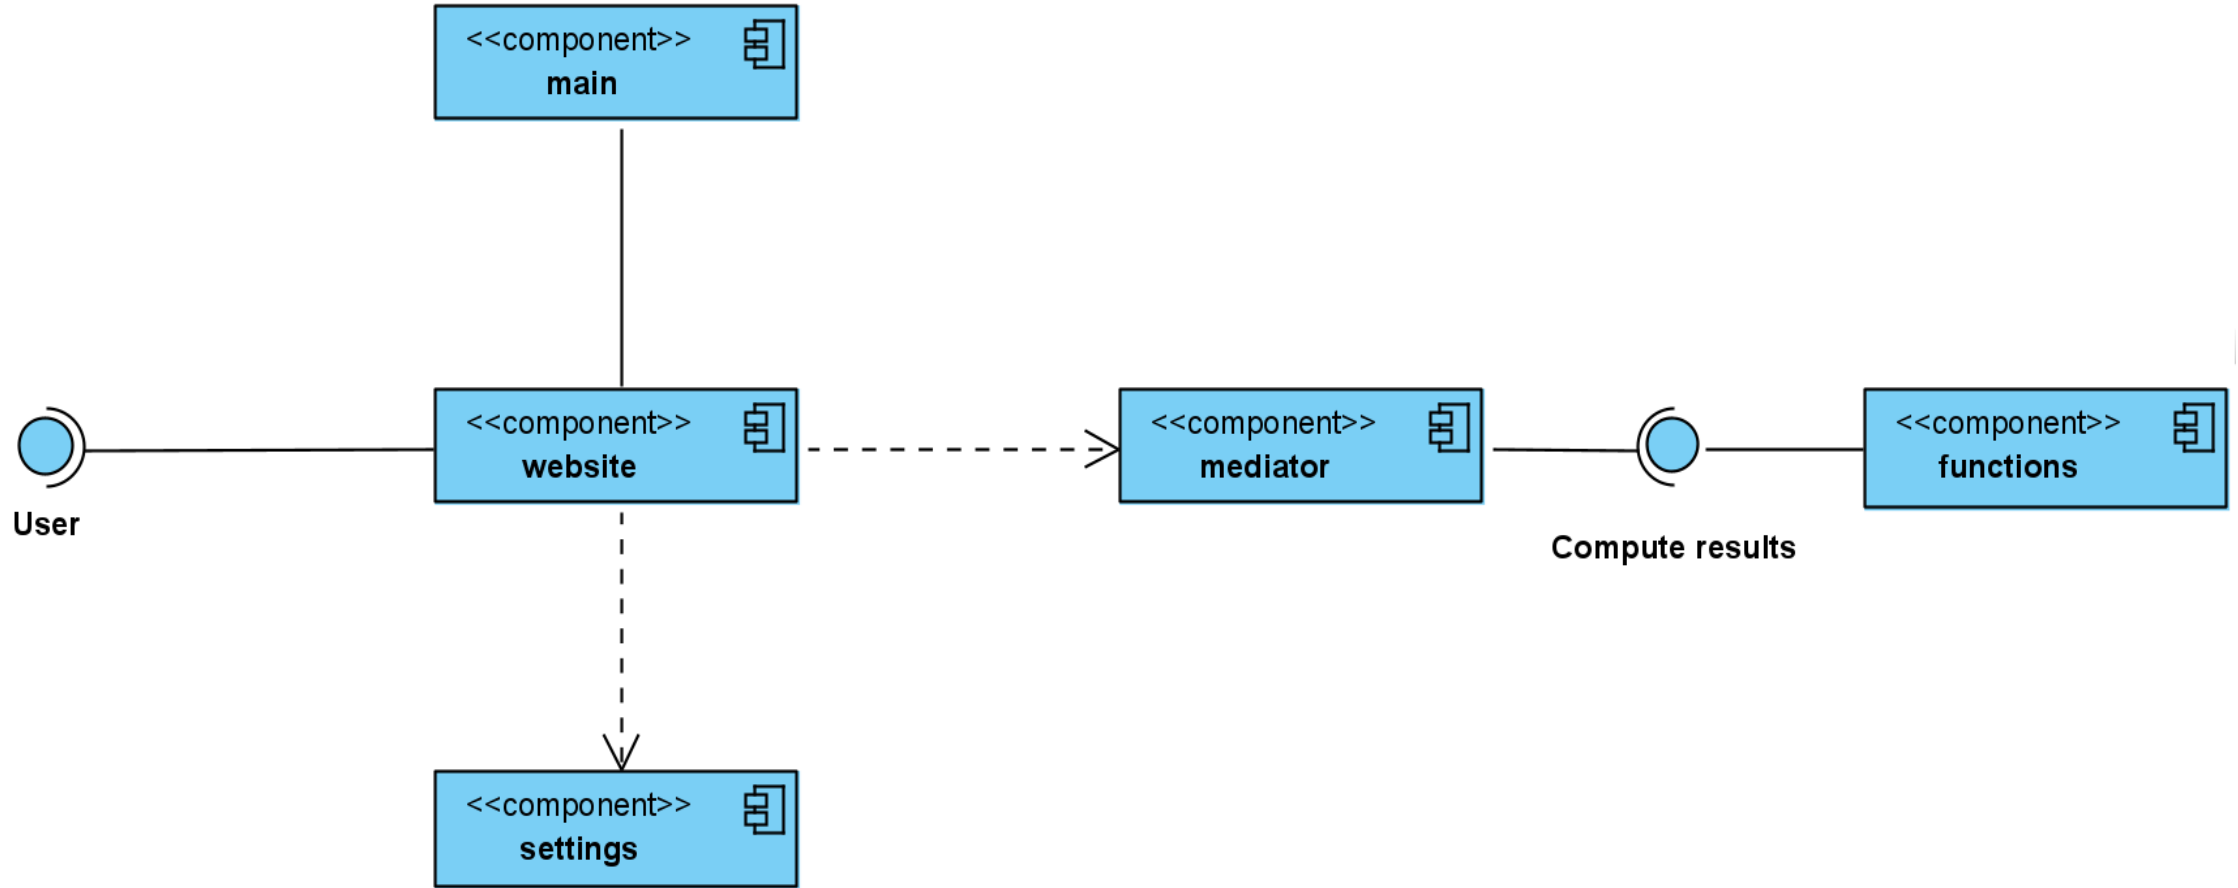 <<component>>
main
User
<<component>>
website
<<component>>
mediator
Compute results
<<component>>
functions
<<component>>
settings